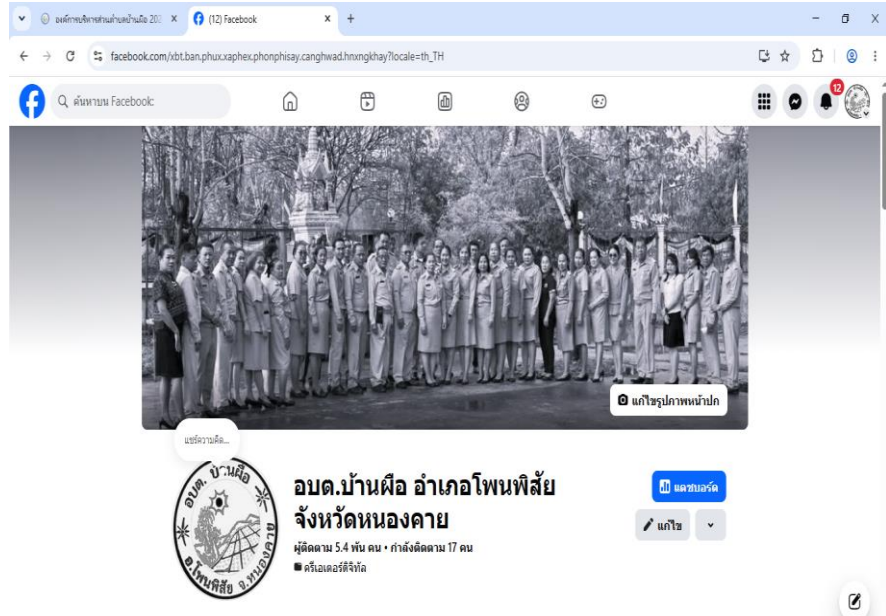 องค์การบริหารส่วนตำบลบ้านผือ 202
(12) Facebook
facebook.com/xbt.ban.phux.xaphex.phonphisay.canghwad.hnxngkhay?locale=th_TH
ค้นหาบน Facebook
12
แก้ไขรูปภาพหน้าปก
แชร์ความคิด...
อบต. บ้านผือ
อ.โพนพิสัย จ.หนองคาย
อบต.บ้านผือ อำเภอโพนพิสัย
จังหวัดหนองคาย
ผู้ติดตาม 5.4 พัน คน • กำลังติดตาม 17 คน
ครีเอเตอร์ดิจิทัล
แดชบอร์ด
แก้ไข